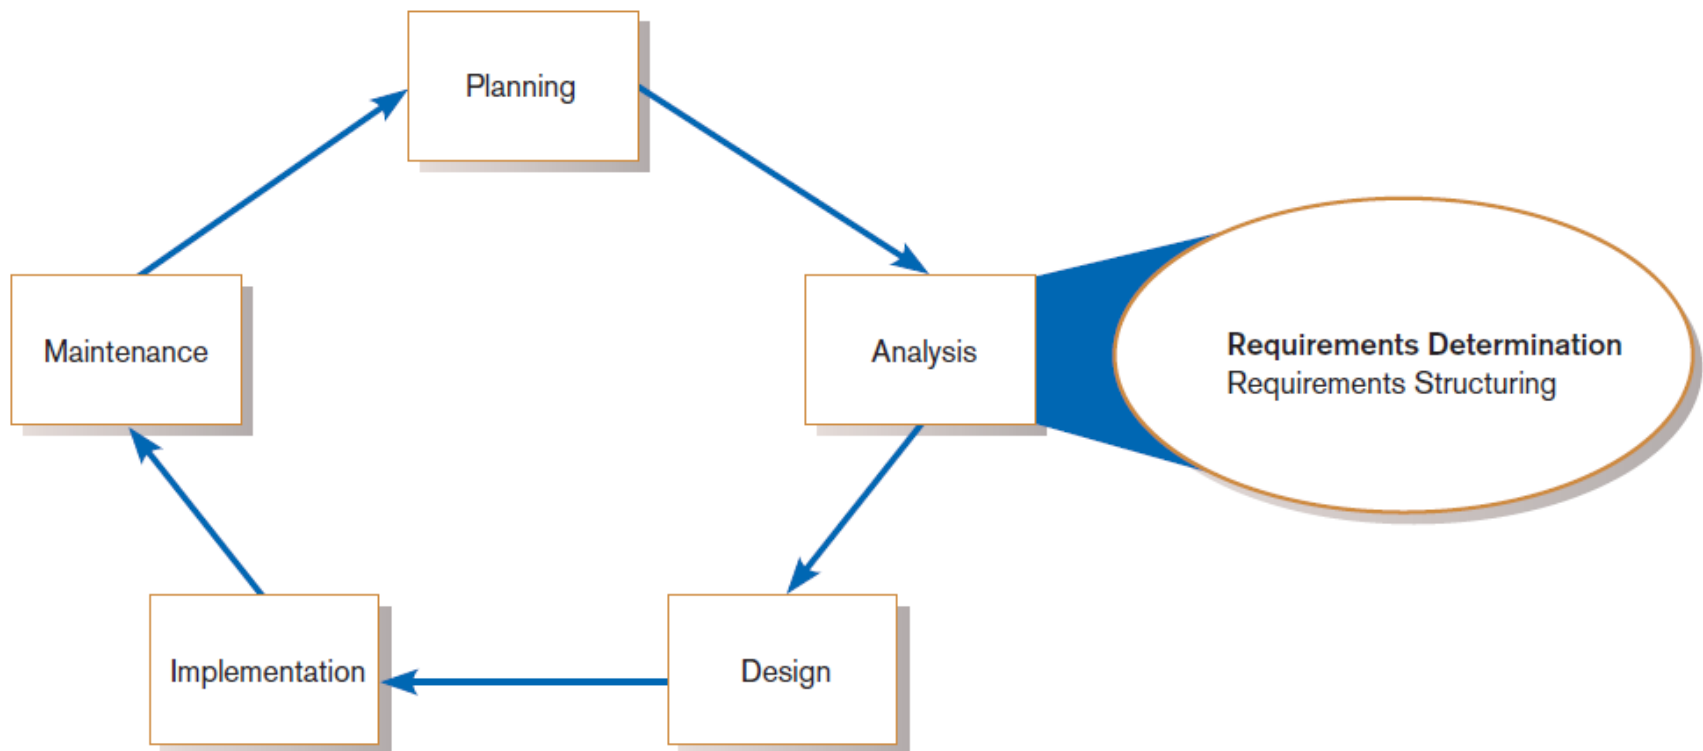 Planning
Maintenance
Analysis
Requirements Determination
Requirements Structuring
Implementation
Design